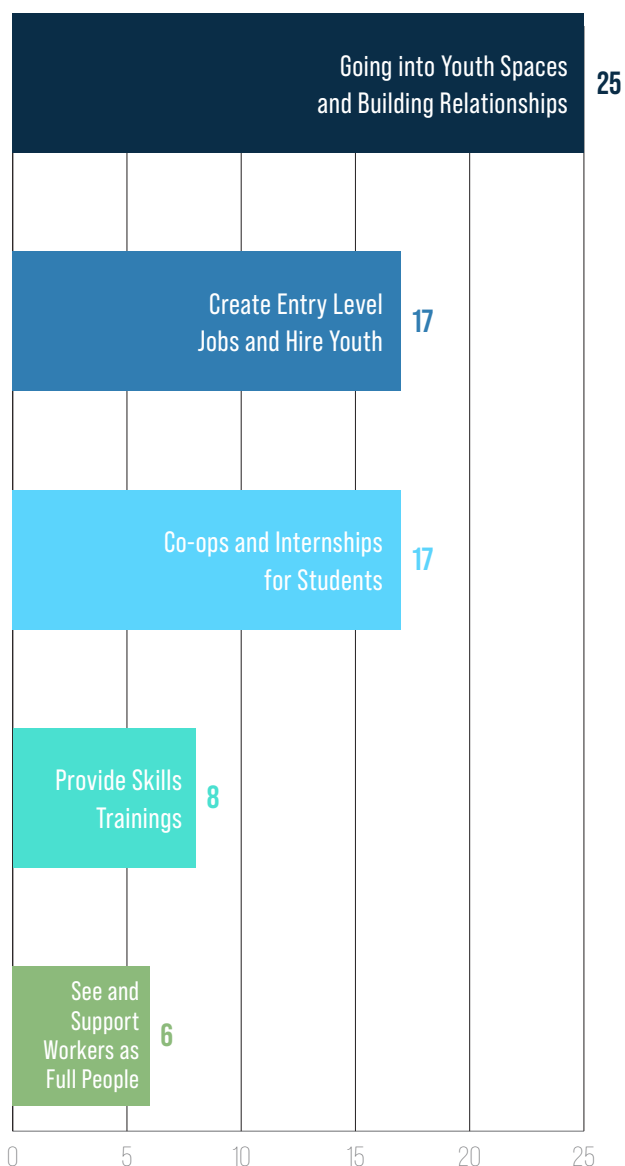 Going into Youth Spaces
and Building Relationships
25
Create Entry Level
Jobs and Hire Youth
17
Co-ops and Internships
for Students
17
Provide Skills
Trainings
8
See and
Support
Workers as
Full People
6
0 5 10 15 20 25